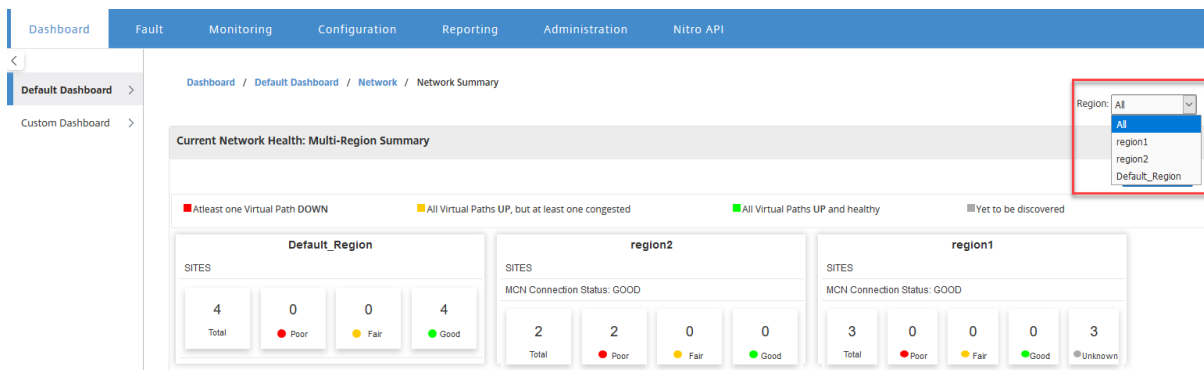 Dashboard Fault Monitoring Configuration Reporting Administration Nitro API
Default Dashboard
Custom Dashboard
Dashboard / Default Dashboard / Network / Network Summary
Region: All
All
region1
region2
Default_Region
Current Network Health: Multi-Region Summary
Atleast one Virtual Path DOWN All Virtual Paths UP, but at least one congested All Virtual Paths UP and healthy Yet to be discovered
Default_Region
SITES
4 0 0 4
Total Poor Fair Good
region2
SITES
MCN Connection Status: GOOD
2 2 0 0
Total Poor Fair Good
region1
SITES
MCN Connection Status: GOOD
3 0 0 0 3
Total Poor Fair Good Unknown